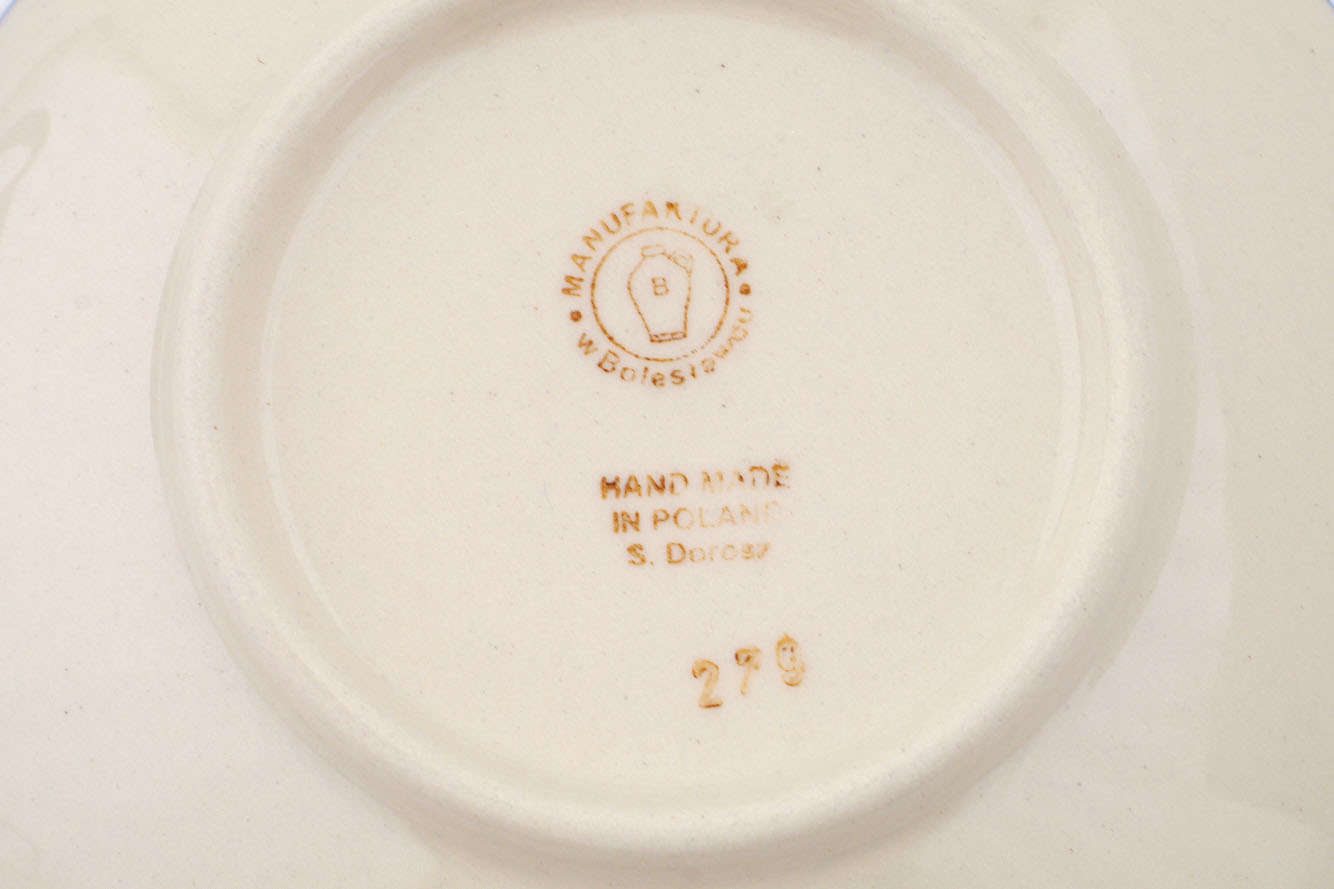 MANUFAKTURA
w Bolesławcu
B
HAND MADE
IN POLAND
S. Dorosz
279